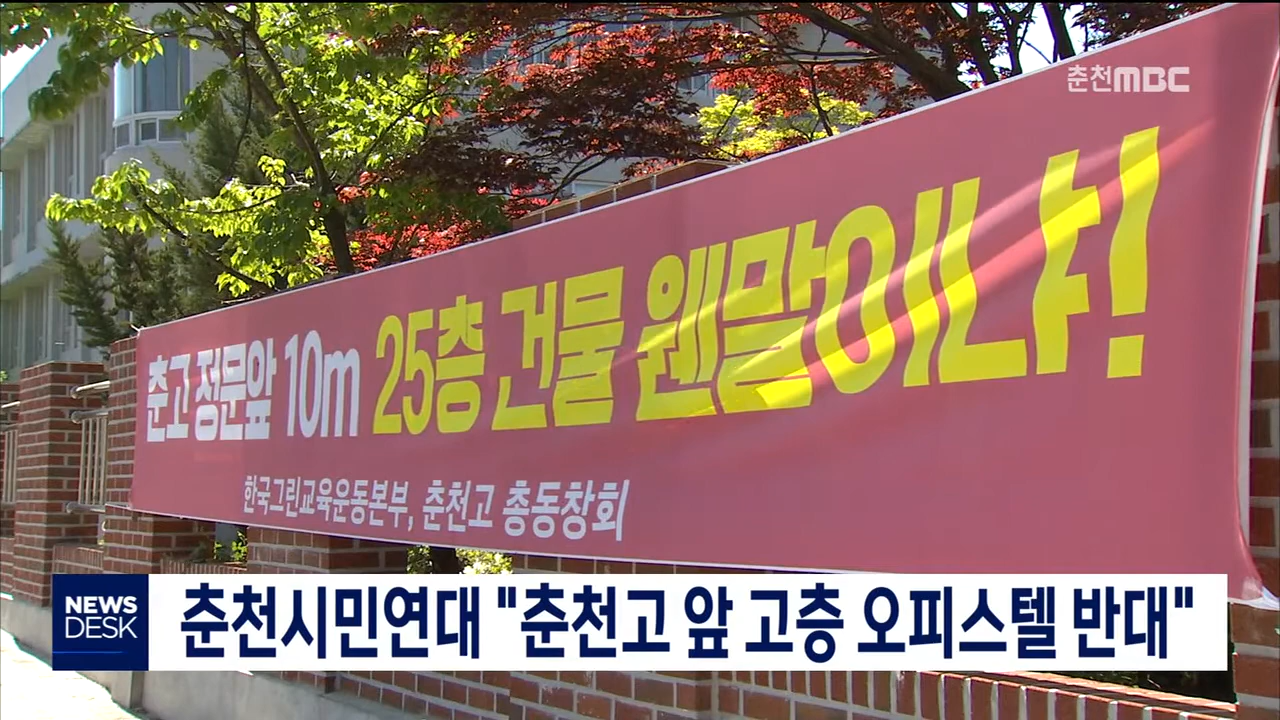 춘천MBC
춘고 정문앞 10m 25층 건물 웬말이냐!
한국그린교육운동본부, 춘천고 총동창회
NEWS
DESK
춘천시민연대 "춘천고 앞 고층 오피스텔 반대"